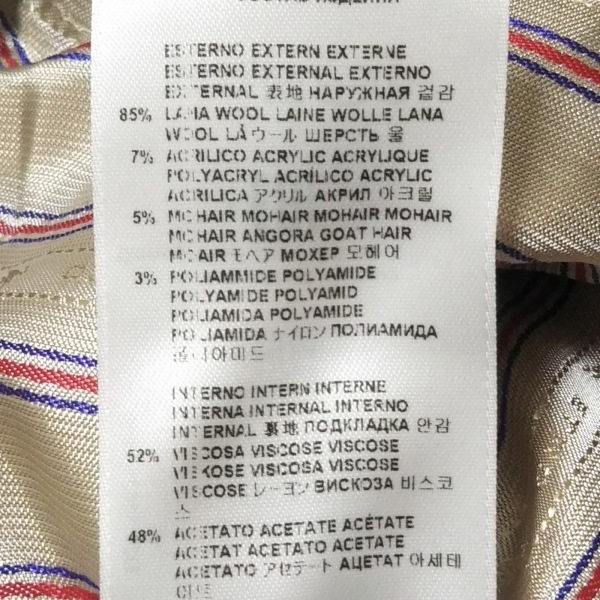 ESTERNO EXTERN EXTERNE
ESTERNO EXTERNAL EXTERNO
EXTERNAL 表地 НАРУЖНАЯ 겉감
85% LANA WOOL LAINE WOLLE LANA
WOOL LÃ ウール ШЕРСТЬ 울
7% ACRILICO ACRYLIC ACRYLIQUE
POLYACRYL ACRÍLICO ACRYLIC
ACRILICA アクリル АКРИЛ 아크릴
5% MOHAIR MOHAIR MOHAIR MOHAIR
MOHAIR ANGORA GOAT HAIR
MOAIR モヘア МОХЕР 모헤어
3% POLIAMMIDE POLYAMIDE
POLYAMIDE POLYAMID
POLIAMIDA POLYAMIDE
POLIAMIDA ナイロン ПОЛИАМИДА
폴리아미드
INTERNO INTERN INTERNE
INTERNA INTERNAL INTERNO
INTERNAL 裏地 ПОДКЛАДКА 안감
52% VISCOSA VISCOSE VISCOSE
VISKOSE VISCOSA VISCOSE
VISCOSE レーヨン ВИСКОЗА 비스코
스
48% ACETATO ACETATE ACÉTATE
ACETAT ACETATO ACETATE
ACETATO アセテート АЦЕТАТ 아세테
이트